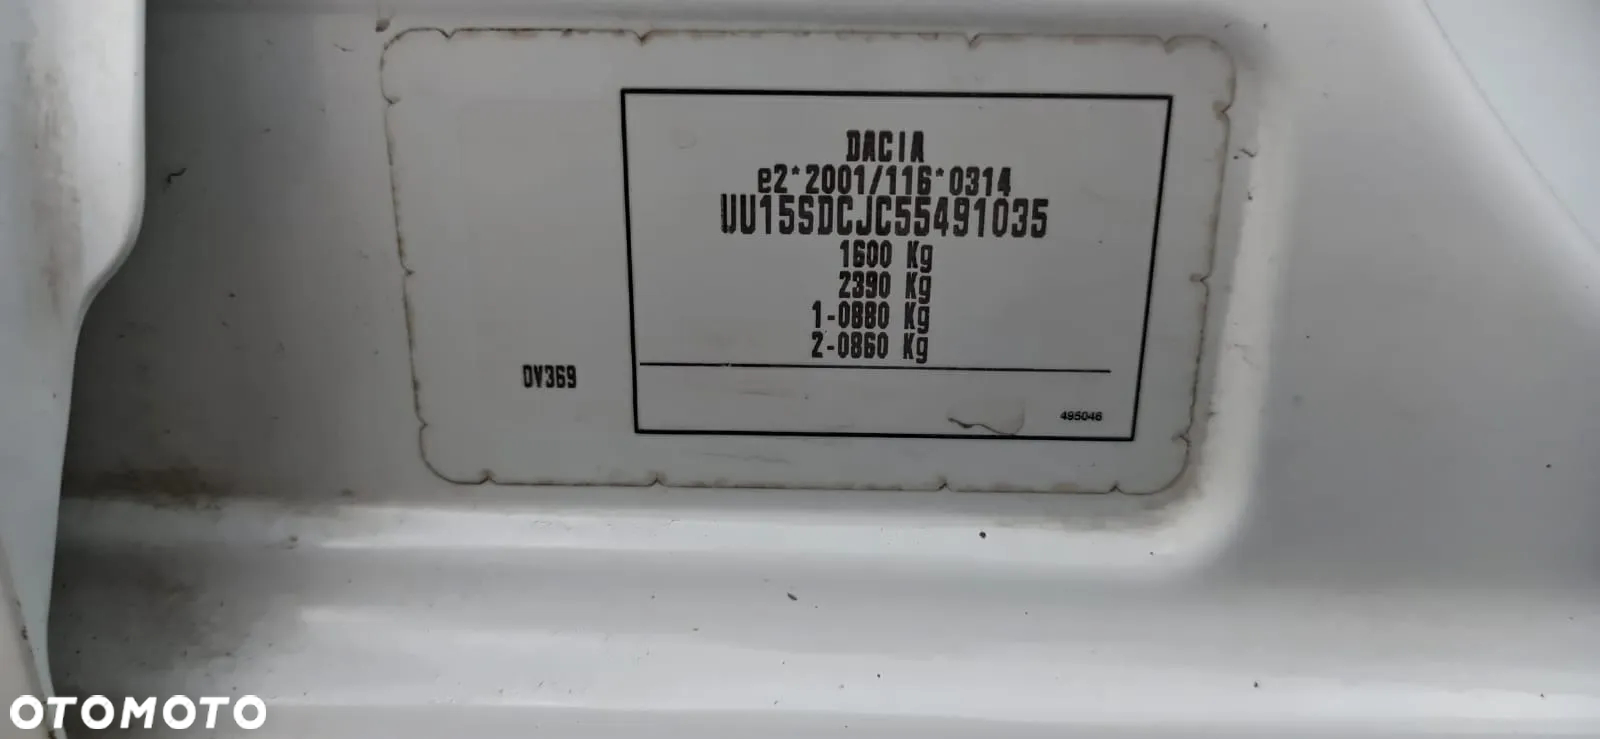 DACIA
e2*2001/116*0314
UU15SDCJC55491035
1600 Kg
2390 Kg
1-0880 Kg
2-0860 Kg
DV369
495046
OTOMOTO